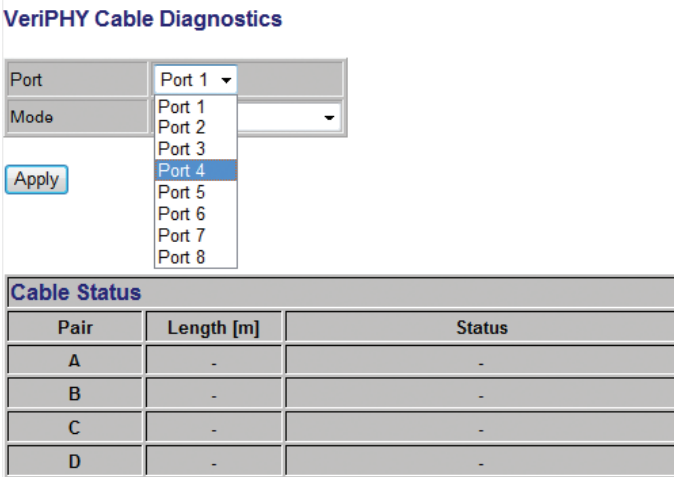 VeriPHY Cable Diagnostics
Port Port 1
Mode
Port 1
Port 2
Port 3
Port 4
Port 5
Port 6
Port 7
Port 8
Apply
Cable Status
Pair Length [m] Status
A - -
B - -
C - -
D - -